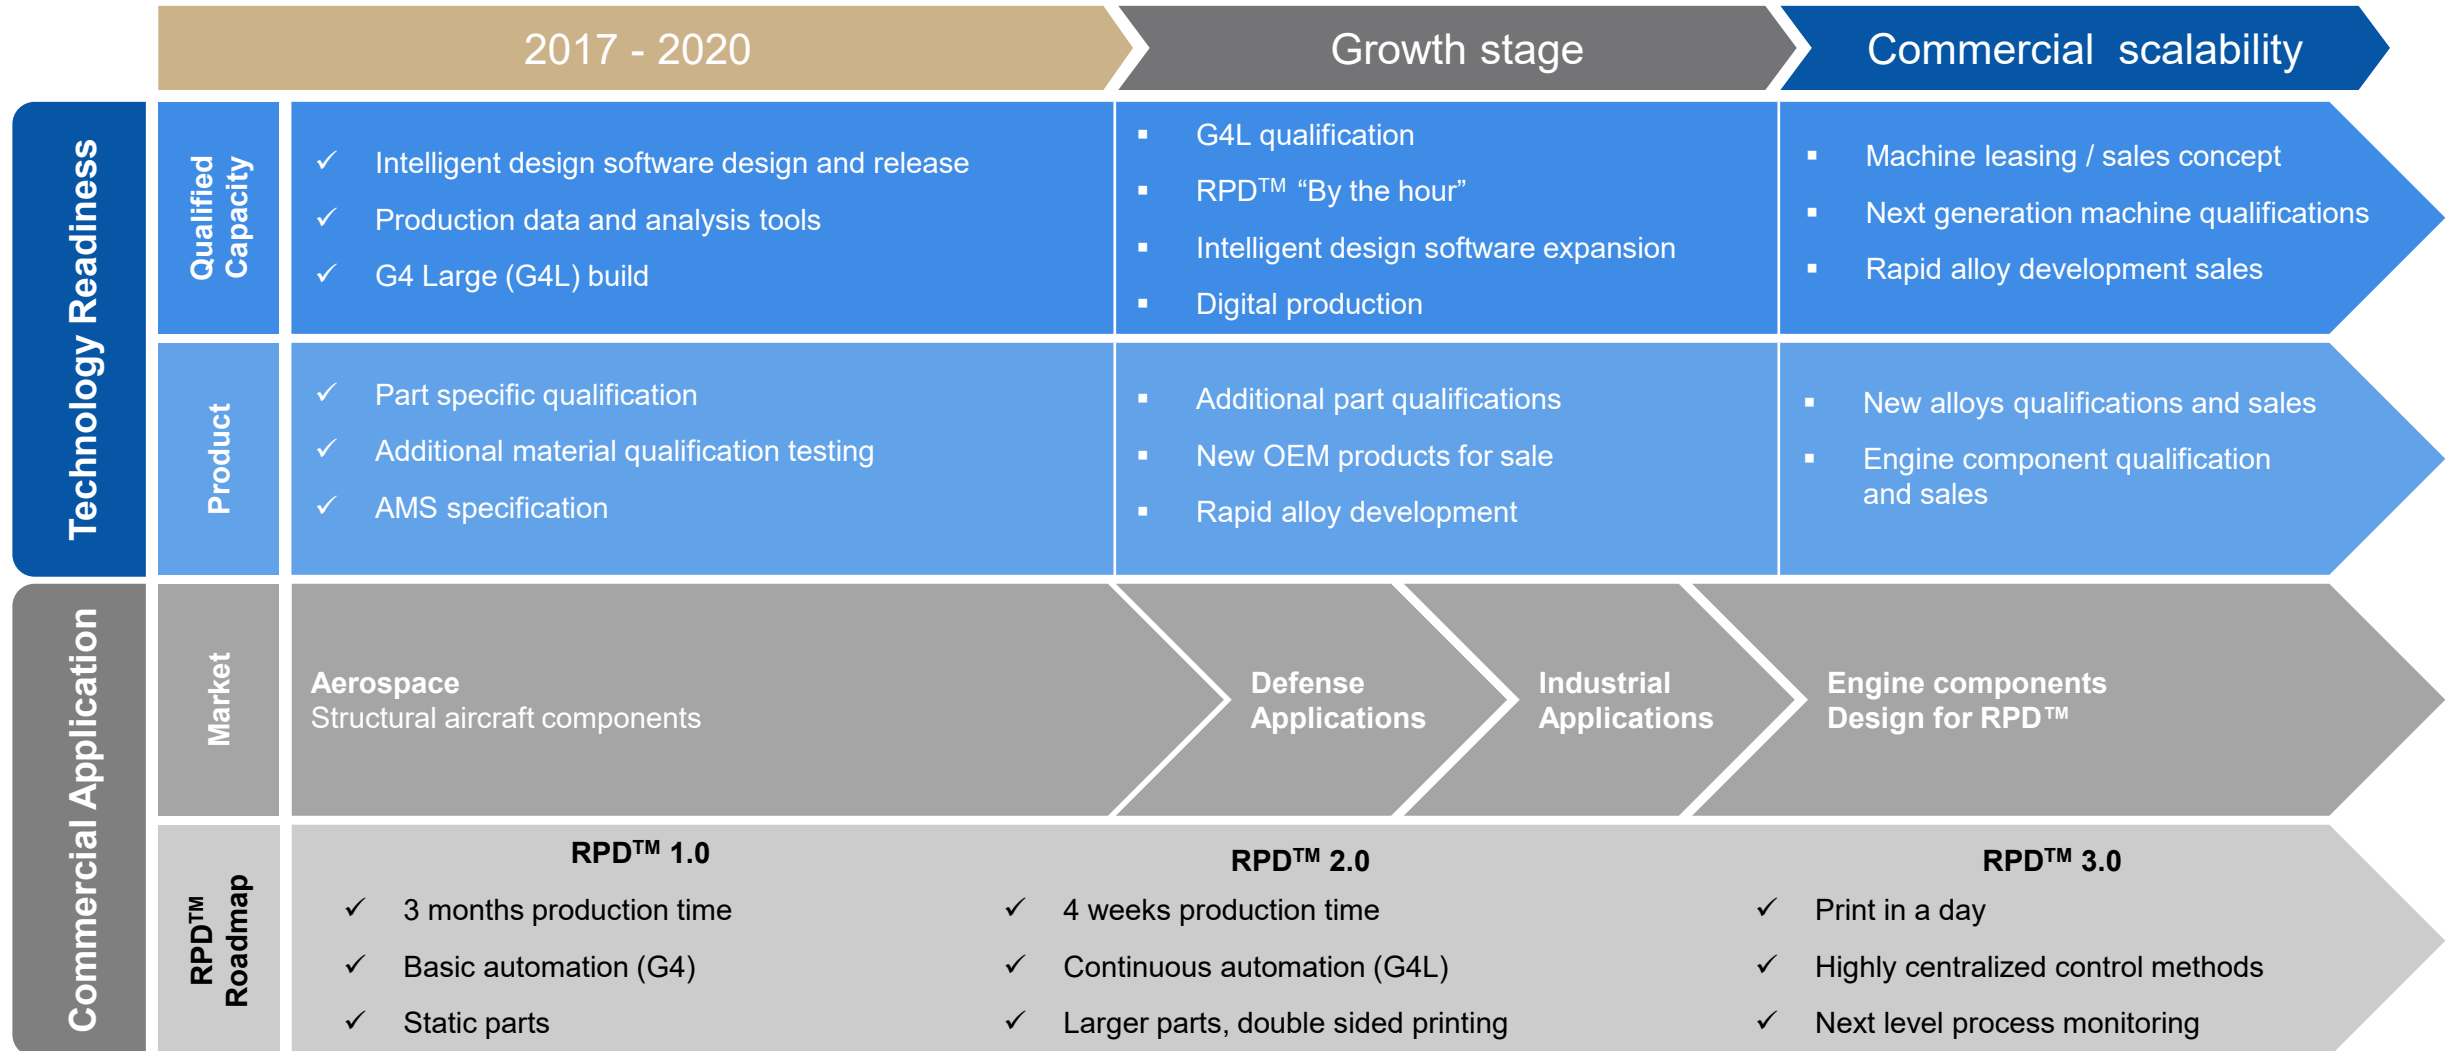 2017 - 2020
Growth stage
Commercial scalability
Technology Readiness
Qualified
Capacity
✓ Intelligent design software design and release
✓ Production data and analysis tools
✓ G4 Large (G4L) build
▪ G4L qualification
▪ RPD™ “By the hour”
▪ Intelligent design software expansion
▪ Digital production
▪ Machine leasing / sales concept
▪ Next generation machine qualifications
▪ Rapid alloy development sales
Product
✓ Part specific qualification
✓ Additional material qualification testing
✓ AMS specification
▪ Additional part qualifications
▪ New OEM products for sale
▪ Rapid alloy development
▪ New alloys qualifications and sales
▪ Engine component qualification
and sales
Commercial Application
Market
Aerospace
Structural aircraft components
Defense
Applications
Industrial
Applications
Engine components
Design for RPD™
RPD™
Roadmap
RPD™ 1.0
✓ 3 months production time
✓ Basic automation (G4)
✓ Static parts
RPD™ 2.0
✓ 4 weeks production time
✓ Continuous automation (G4L)
✓ Larger parts, double sided printing
RPD™ 3.0
✓ Print in a day
✓ Highly centralized control methods
✓ Next level process monitoring